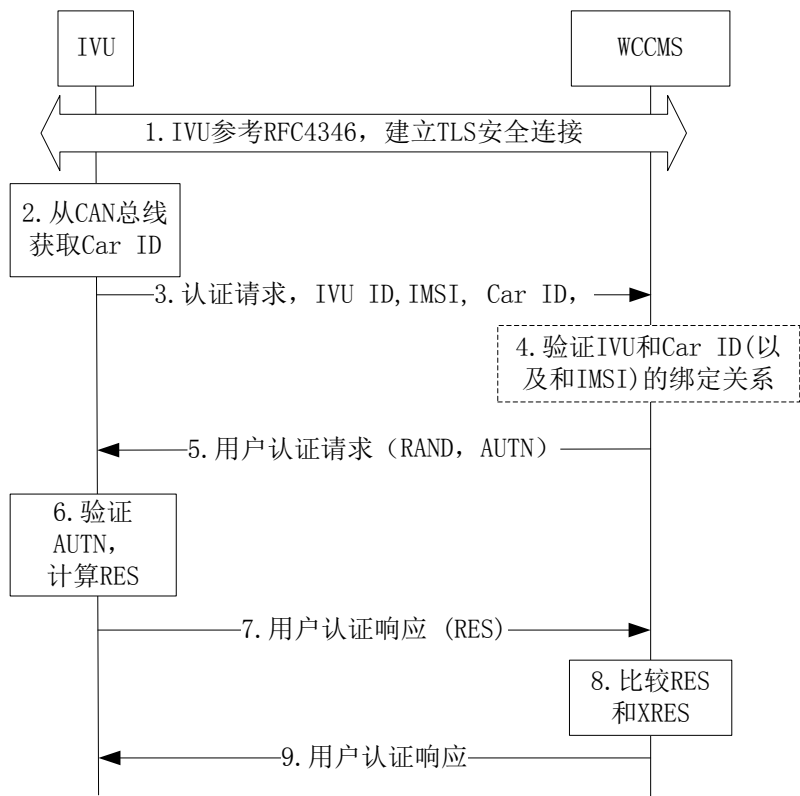 IVU
WCCMS
1.IVU参考RFC4346，建立TLS安全连接
2.从CAN总线
获取Car ID
3.认证请求，IVU ID,IMSI, Car ID，
4.验证IVU和Car ID(以
及和IMSI)的绑定关系
5.用户认证请求（RAND，AUTN）
6.验证
AUTN，
计算RES
7.用户认证响应 (RES)
8.比较RES
和XRES
9.用户认证响应